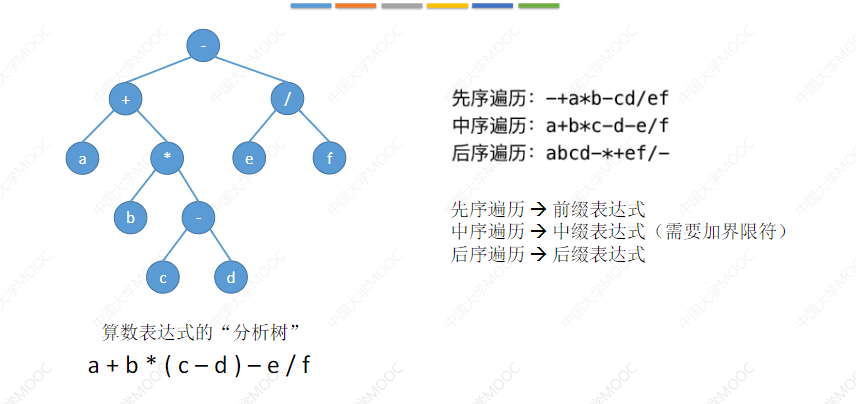 -
+
/
a
*
e
f
b
-
c
d
算数表达式的“分析树”
a + b * ( c – d ) – e / f
先序遍历：-+a*b-cd/ef
中序遍历：a+b*c-d-e/f
后序遍历：abcd-*+ef/-
先序遍历 → 前缀表达式
中序遍历 → 中缀表达式（需要加界限符）
后序遍历 → 后缀表达式
中国大学MOOC